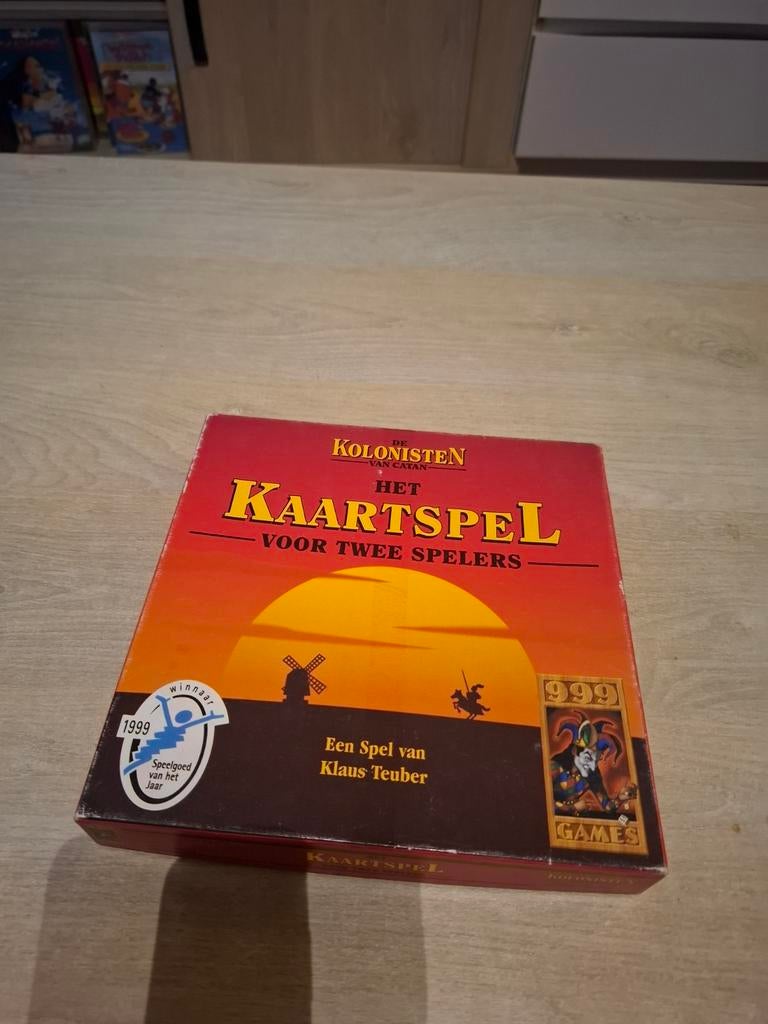 DE
KOLONISTEN
VAN CATAN
HET
KAARTSPEL
VOOR TWEE SPELERS
winnaar
1999
Speelgoed
van het
Jaar
Een Spel van
Klaus Teuber
999
GAMES
KAARTSPEL
KOLONISTEN